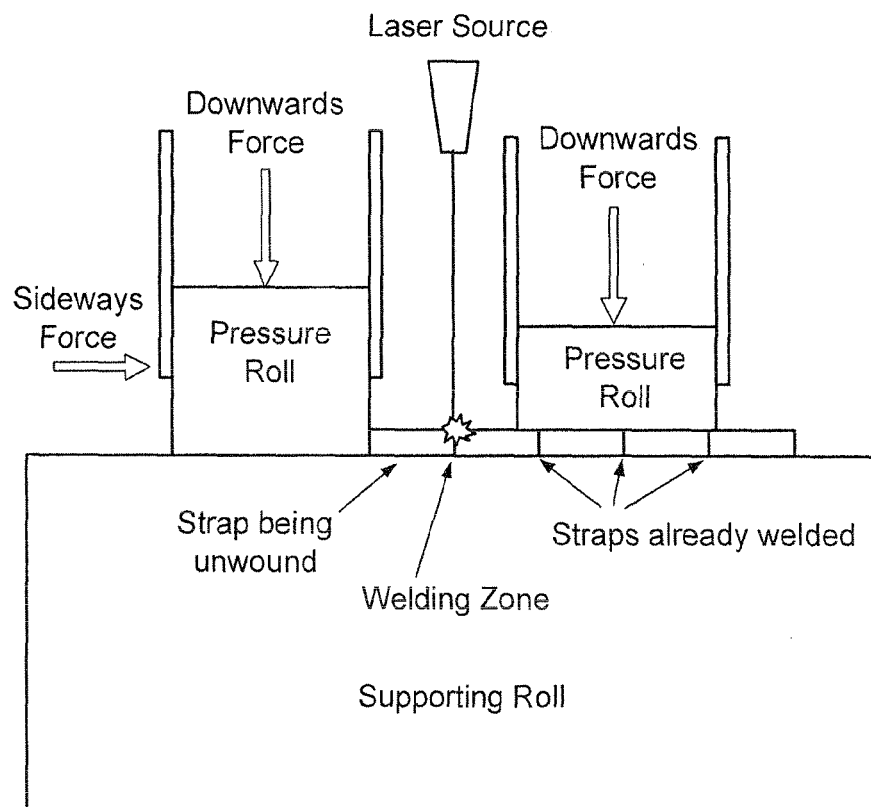 Laser Source
Downwards
Force
Downwards
Force
Sideways
Force
Pressure
Roll
Pressure
Roll
Strap being
unwound
Straps already welded
Welding Zone
Supporting Roll